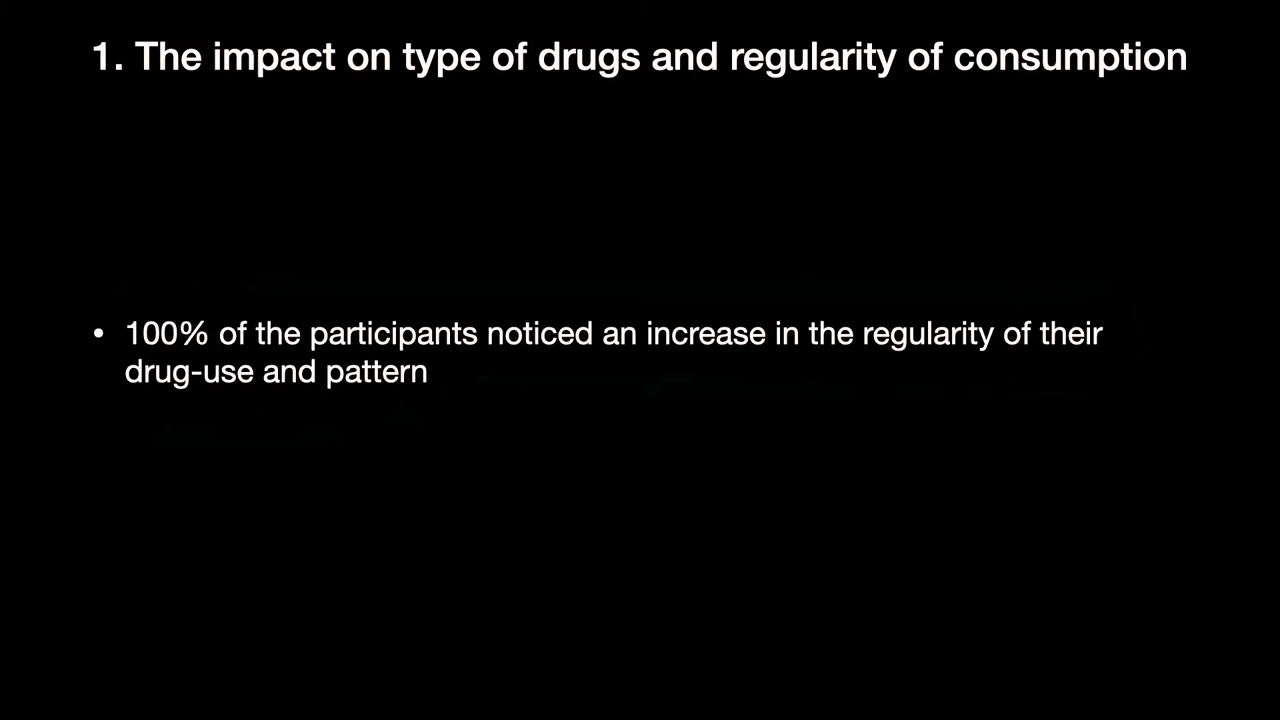 1. The impact on type of drugs and regularity of consumption
• 100% of the participants noticed an increase in the regularity of their
drug-use and pattern